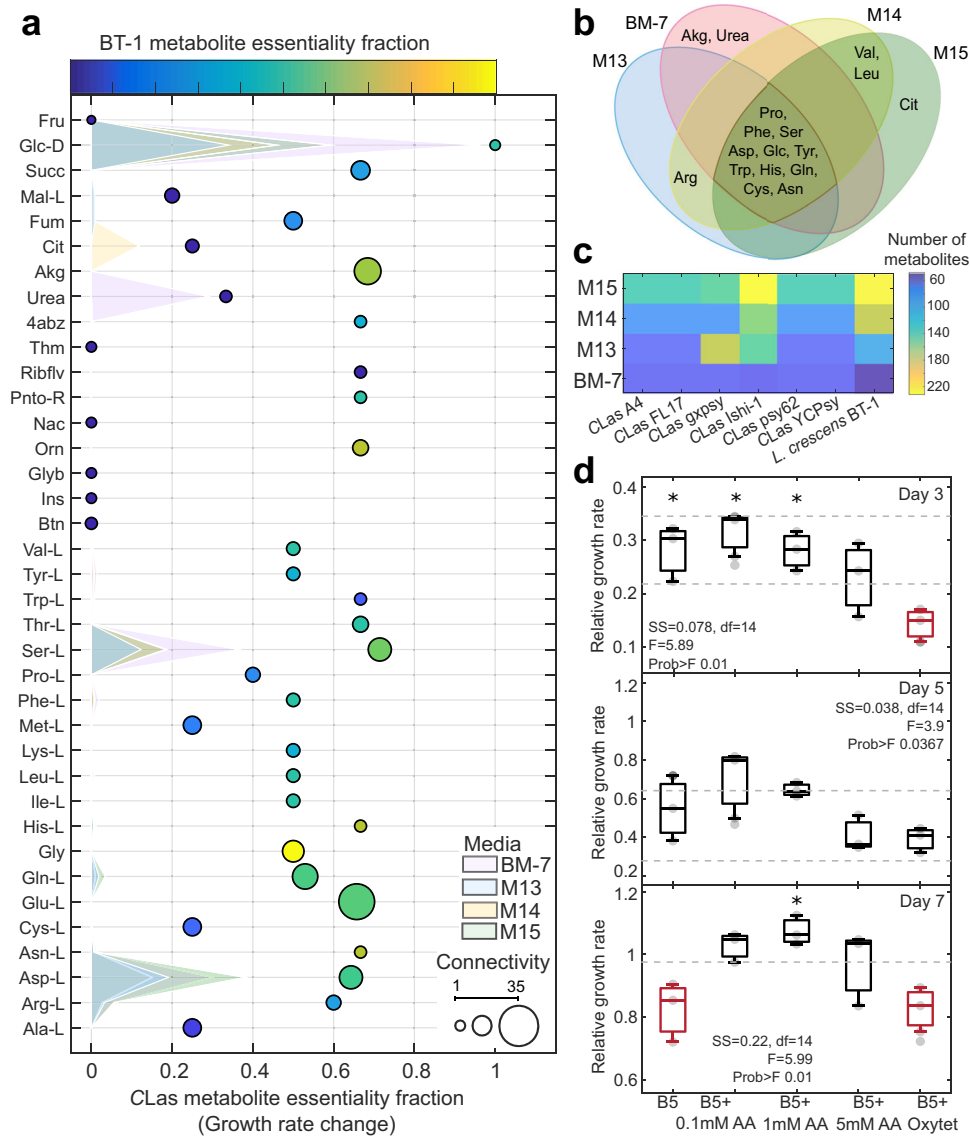 a
BT-1 metabolite essentiality fraction
Fru
Glc-D
Succ
Mal-L
Fum
Cit
Akg
Urea
4abz
Thm
Ribflv
Pnto-R
Nac
Orn
Glyb
Ins
Btn
Val-L
Tyr-L
Trp-L
Thr-L
Ser-L
Pro-L
Phe-L
Met-L
Lys-L
Leu-L
Ile-L
His-L
Gly
Gln-L
Glu-L
Cys-L
Asn-L
Asp-L
Arg-L
Ala-L
Media
BM-7
M13
M14
M15
Connectivity
1 35
0 0.2 0.4 0.6 0.8 1
CLas metabolite essentiality fraction
(Growth rate change)
b
BM-7
M14
M13
M15
Akg, Urea
Val,
Leu
Cit
Pro,
Phe, Ser
Asp, Glc, Tyr,
Trp, His, Gln,
Cys, Asn
Arg
c
Number of
metabolites
M15
M14
M13
BM-7
60
100
140
180
220
CLas A4
CLas FL17
CLas gxpsy
CLas Ishi-1
CLas psy62
CLas YCPsy
L. crescens BT-1
d
Relative growth rate
0.4
0.3
0.2
0.1
* * *
Day 3
SS=0.078, df=14
F=5.89
Prob>F 0.01
Relative growth rate
1.2
1
0.8
0.6
0.4
0.2
Day 5
SS=0.038, df=14
F=3.9
Prob>F 0.0367
Relative growth rate
1.2
1
0.8
0.6
*
Day 7
SS=0.22, df=14
F=5.99
Prob>F 0.01
B5 B5+ B5+ B5+ B5+
0.1mM AA 1mM AA 5mM AA Oxytet